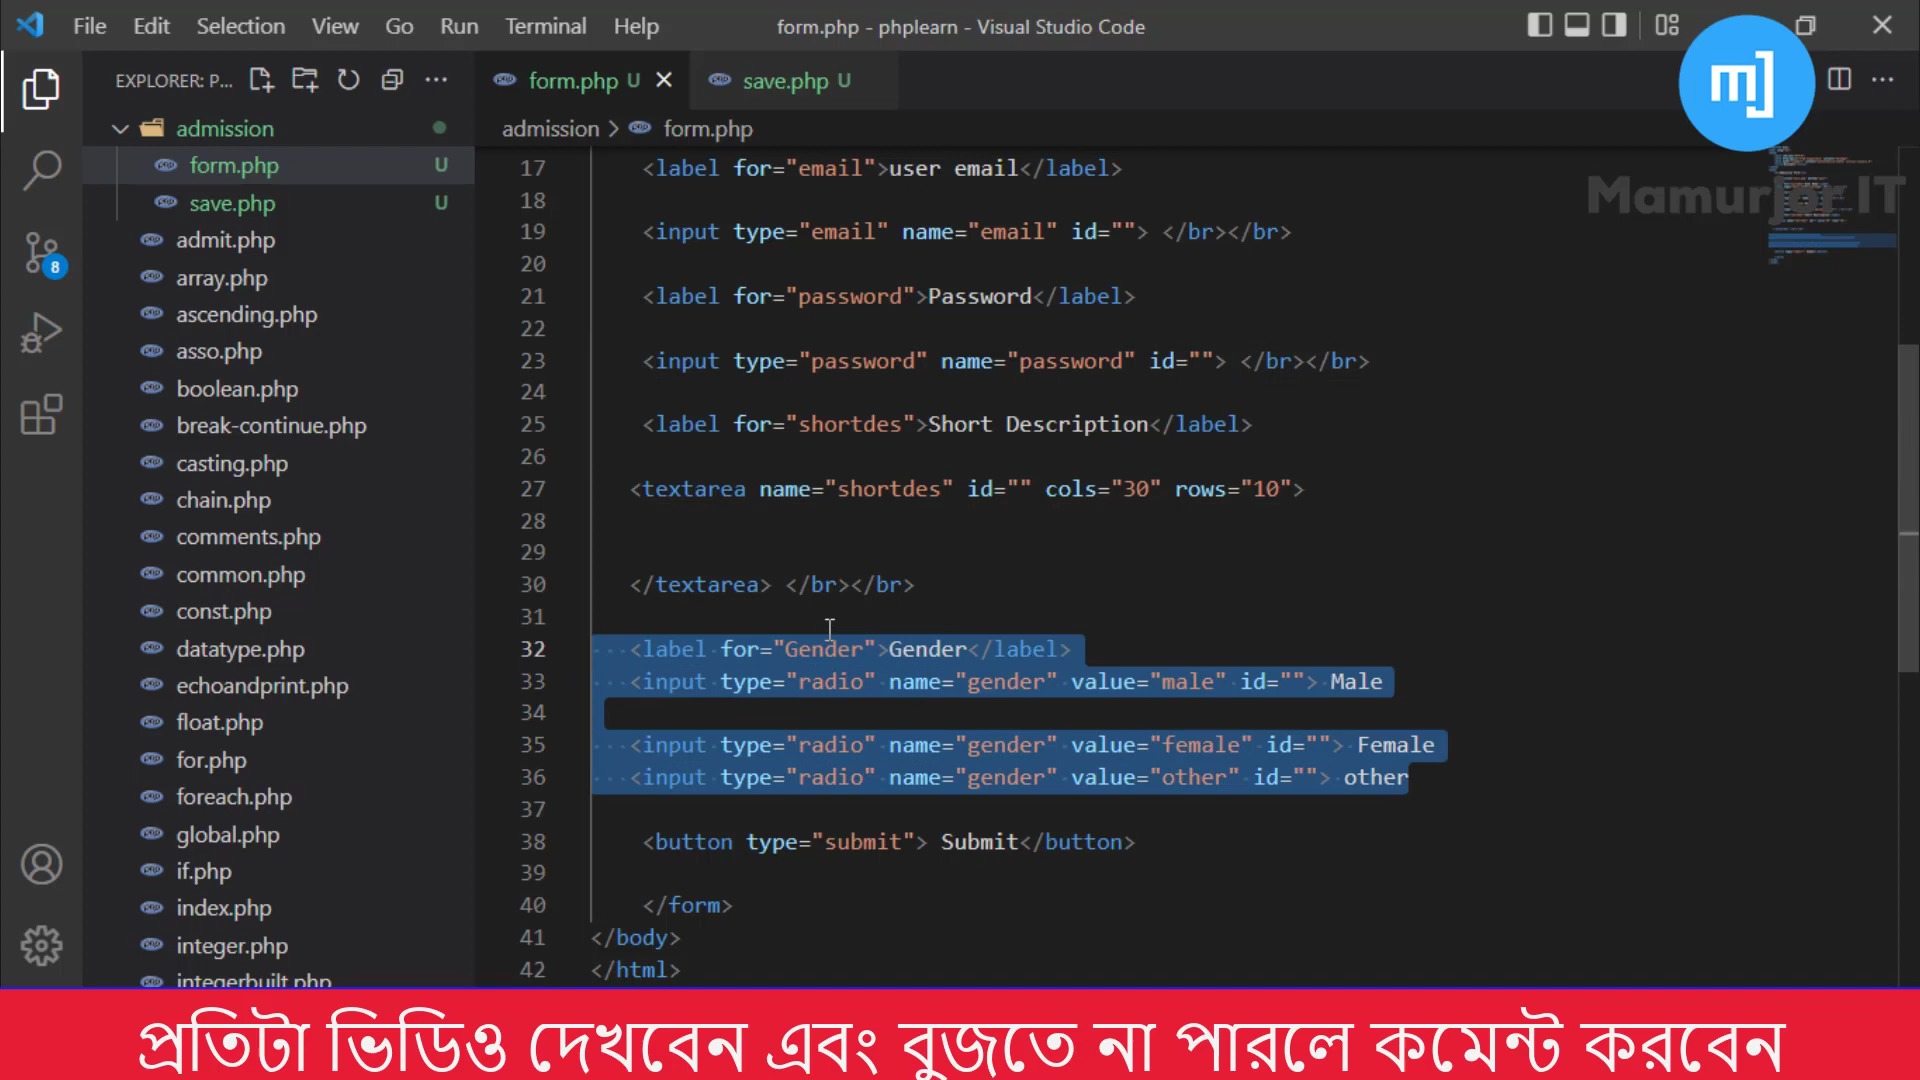 File Edit Selection View Go Run Terminal Help form.php - phplearn - Visual Studio Code
EXPLORER: P... form.php U save.php U
mj
admission
admission > form.php
Mamurjor IT
form.php U
save.php U
admit.php
array.php
ascending.php
asso.php
boolean.php
break-continue.php
casting.php
chain.php
comments.php
common.php
const.php
datatype.php
echoandprint.php
float.php
for.php
foreach.php
global.php
if.php
index.php
integer.php
integerbuilt.php
8
17 <label for="email">user email</label>
18
19 <input type="email" name="email" id=""> </br></br>
20
21 <label for="password">Password</label>
22
23 <input type="password" name="password" id=""> </br></br>
24
25 <label for="shortdes">Short Description</label>
26
27 <textarea name="shortdes" id="" cols="30" rows="10">
28
29
30 </textarea> </br></br>
31
32 <label for="Gender">Gender</label>
33 <input type="radio" name="gender" value="male" id=""> Male
34
35 <input type="radio" name="gender" value="female" id=""> Female
36 <input type="radio" name="gender" value="other" id=""> other
37
38 <button type="submit"> Submit</button>
39
40 </form>
41 </body>
42 </html>
প্রতিটা ভিডিও দেখবেন এবং বুজতে না পারলে কমেন্ট করবেন